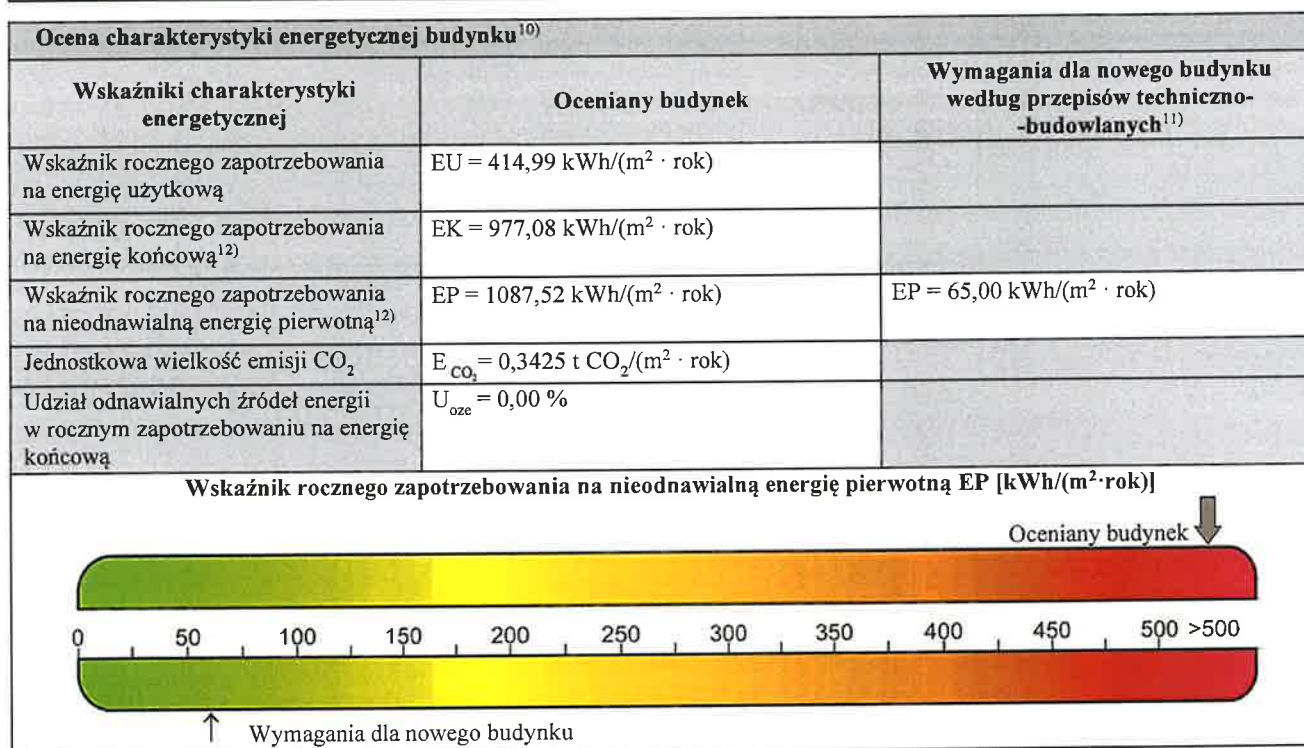 Ocena charakterystyki energetycznej budynku¹⁰⁾
Wskaźniki charakterystyki
energetycznej
Oceniany budynek
Wymagania dla nowego budynku
według przepisów techniczno-
-budowlanych¹¹⁾
Wskaźnik rocznego zapotrzebowania
na energię użytkową
EU = 414,99 kWh/(m² · rok)
Wskaźnik rocznego zapotrzebowania
na energię końcową¹²⁾
EK = 977,08 kWh/(m² · rok)
Wskaźnik rocznego zapotrzebowania
na nieodnawialną energię pierwotną¹²⁾
EP = 1087,52 kWh/(m² · rok)
EP = 65,00 kWh/(m² · rok)
Jednostkowa wielkość emisji CO₂
E CO₂ = 0,3425 t CO₂/(m² · rok)
Udział odnawialnych źródeł energii
w rocznym zapotrzebowaniu na energię
końcową
Uoze = 0,00 %
Wskaźnik rocznego zapotrzebowania na nieodnawialną energię pierwotną EP [kWh/(m²·rok)]
Oceniany budynek
0 50 100 150 200 250 300 350 400 450 500 >500
Wymagania dla nowego budynku